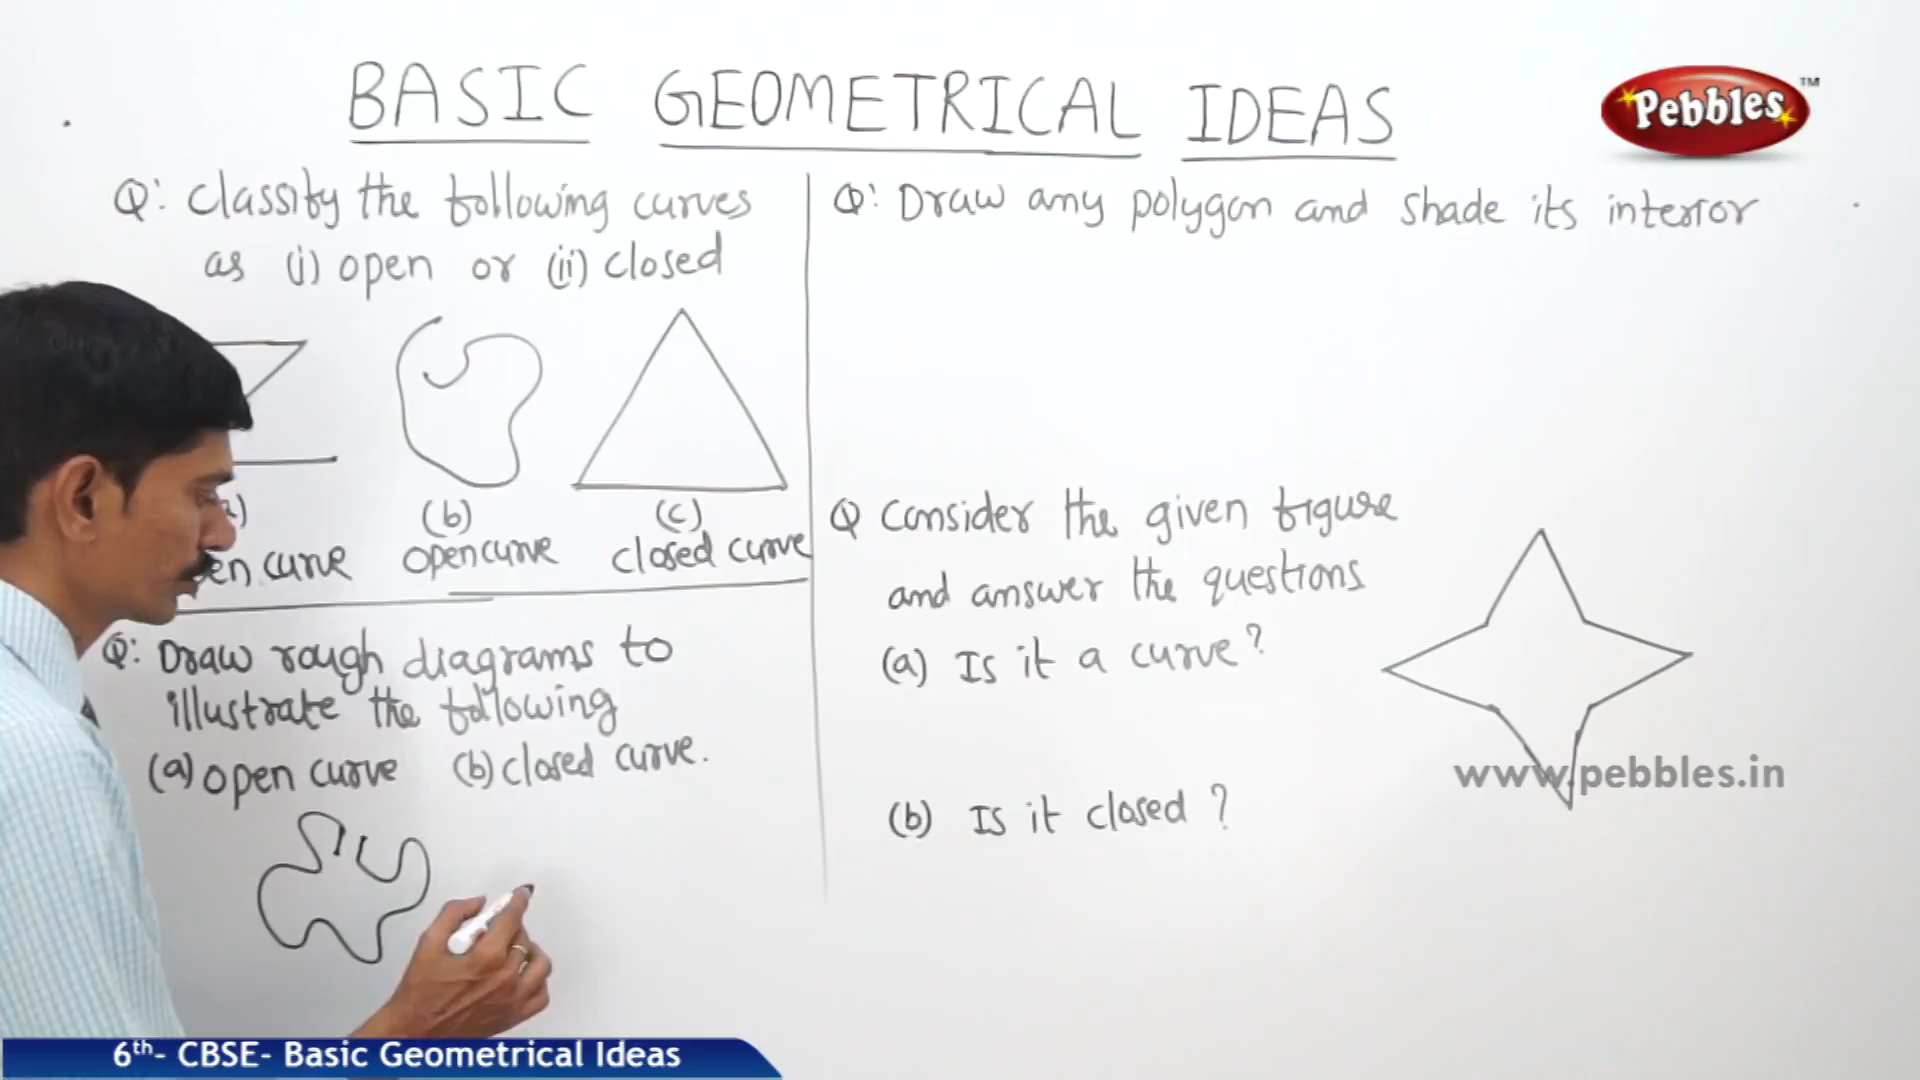 BASIC GEOMETRICAL IDEAS
Pebbles™
Q: Classify the following curves
as (i) open or (ii) closed
(b)
(c)
curve
open curve
closed curve
Q: Draw rough diagrams to
illustrate the following
(a) open curve (b) closed curve.
Q: Draw any polygon and shade its interior
Q Consider the given figure
and answer the questions
(a) Is it a curve?
(b) Is it closed?
www.pebbles.in
6th- CBSE- Basic Geometrical Ideas